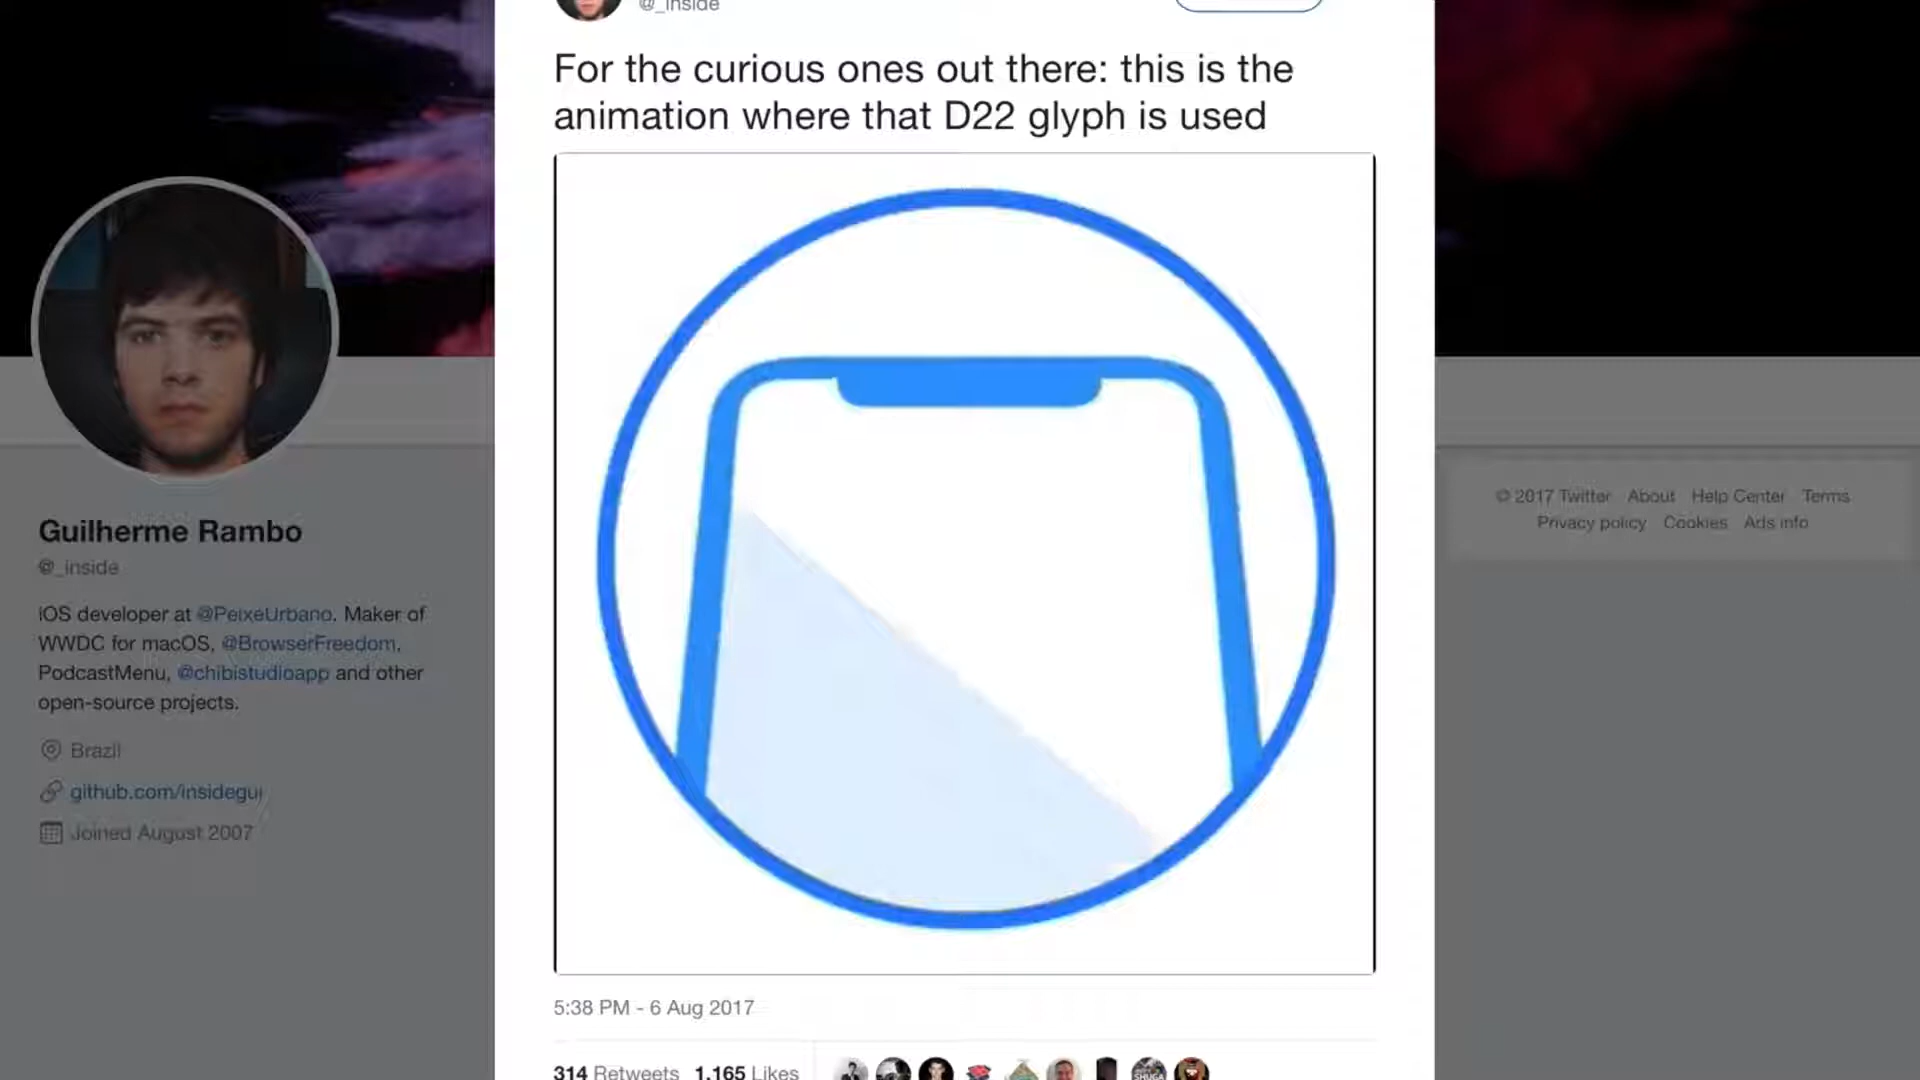 @_inside
For the curious ones out there: this is the
animation where that D22 glyph is used
Guilherme Rambo
@_inside
iOS developer at @PeixeUrbano. Maker of
WWDC for macOS, @BrowserFreedom,
PodcastMenu, @chibistudioapp and other
open-source projects.
Brazil
github.com/insidegui
Joined August 2007
© 2017 Twitter About Help Center Terms
Privacy policy Cookies Ads info
5:38 PM - 6 Aug 2017
314 Retweets 1,165 Likes
SHUGA